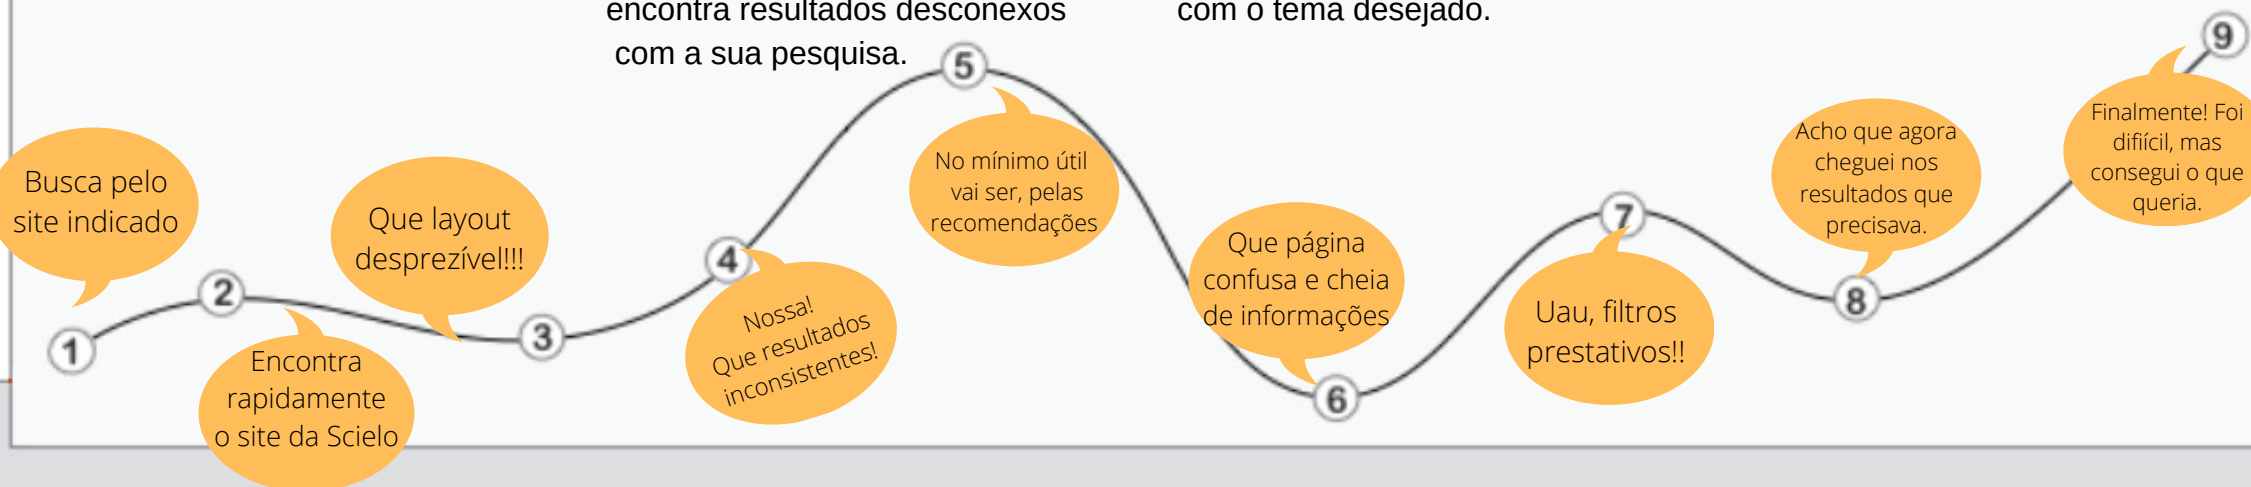 encontra resultados desconexos
com a sua pesquisa.
com o tema desejado.
1
Busca pelo
site indicado
2
Encontra
rapidamente
o site da Scielo
3
Que layout
desprezível!!!
4
Nossa!
Que resultados
inconsistentes!
5
No mínimo útil
vai ser, pelas
recomendações
6
Que página
confusa e cheia
de informações
7
Uau, filtros
prestativos!!
8
Acho que agora
cheguei nos
resultados que
precisava.
9
Finalmente! Foi
difiícil, mas
consegui o que
queria.